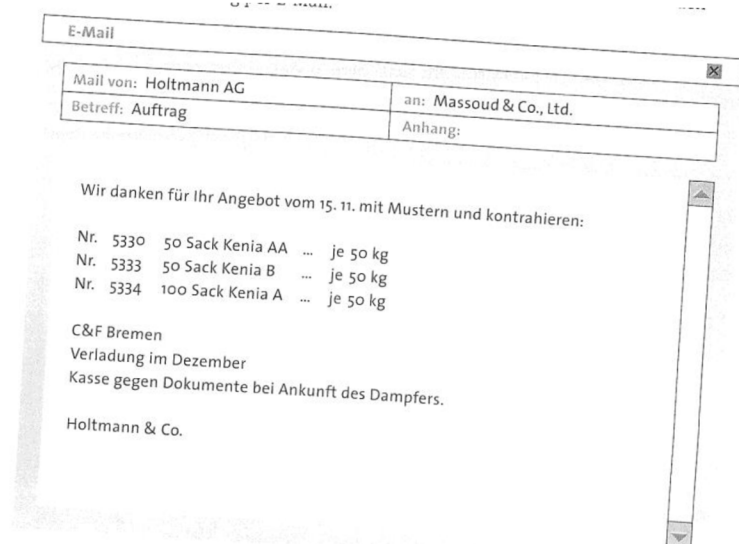 E-Mail
Mail von: Holtmann AG
an: Massoud & Co., Ltd.
Betreff: Auftrag
Anhang:
Wir danken für Ihr Angebot vom 15. 11. mit Mustern und kontrahieren:
Nr. 5330 50 Sack Kenia AA ... je 50 kg
Nr. 5333 50 Sack Kenia B ... je 50 kg
Nr. 5334 100 Sack Kenia A ... je 50 kg
C&F Bremen
Verladung im Dezember
Kasse gegen Dokumente bei Ankunft des Dampfers.
Holtmann & Co.